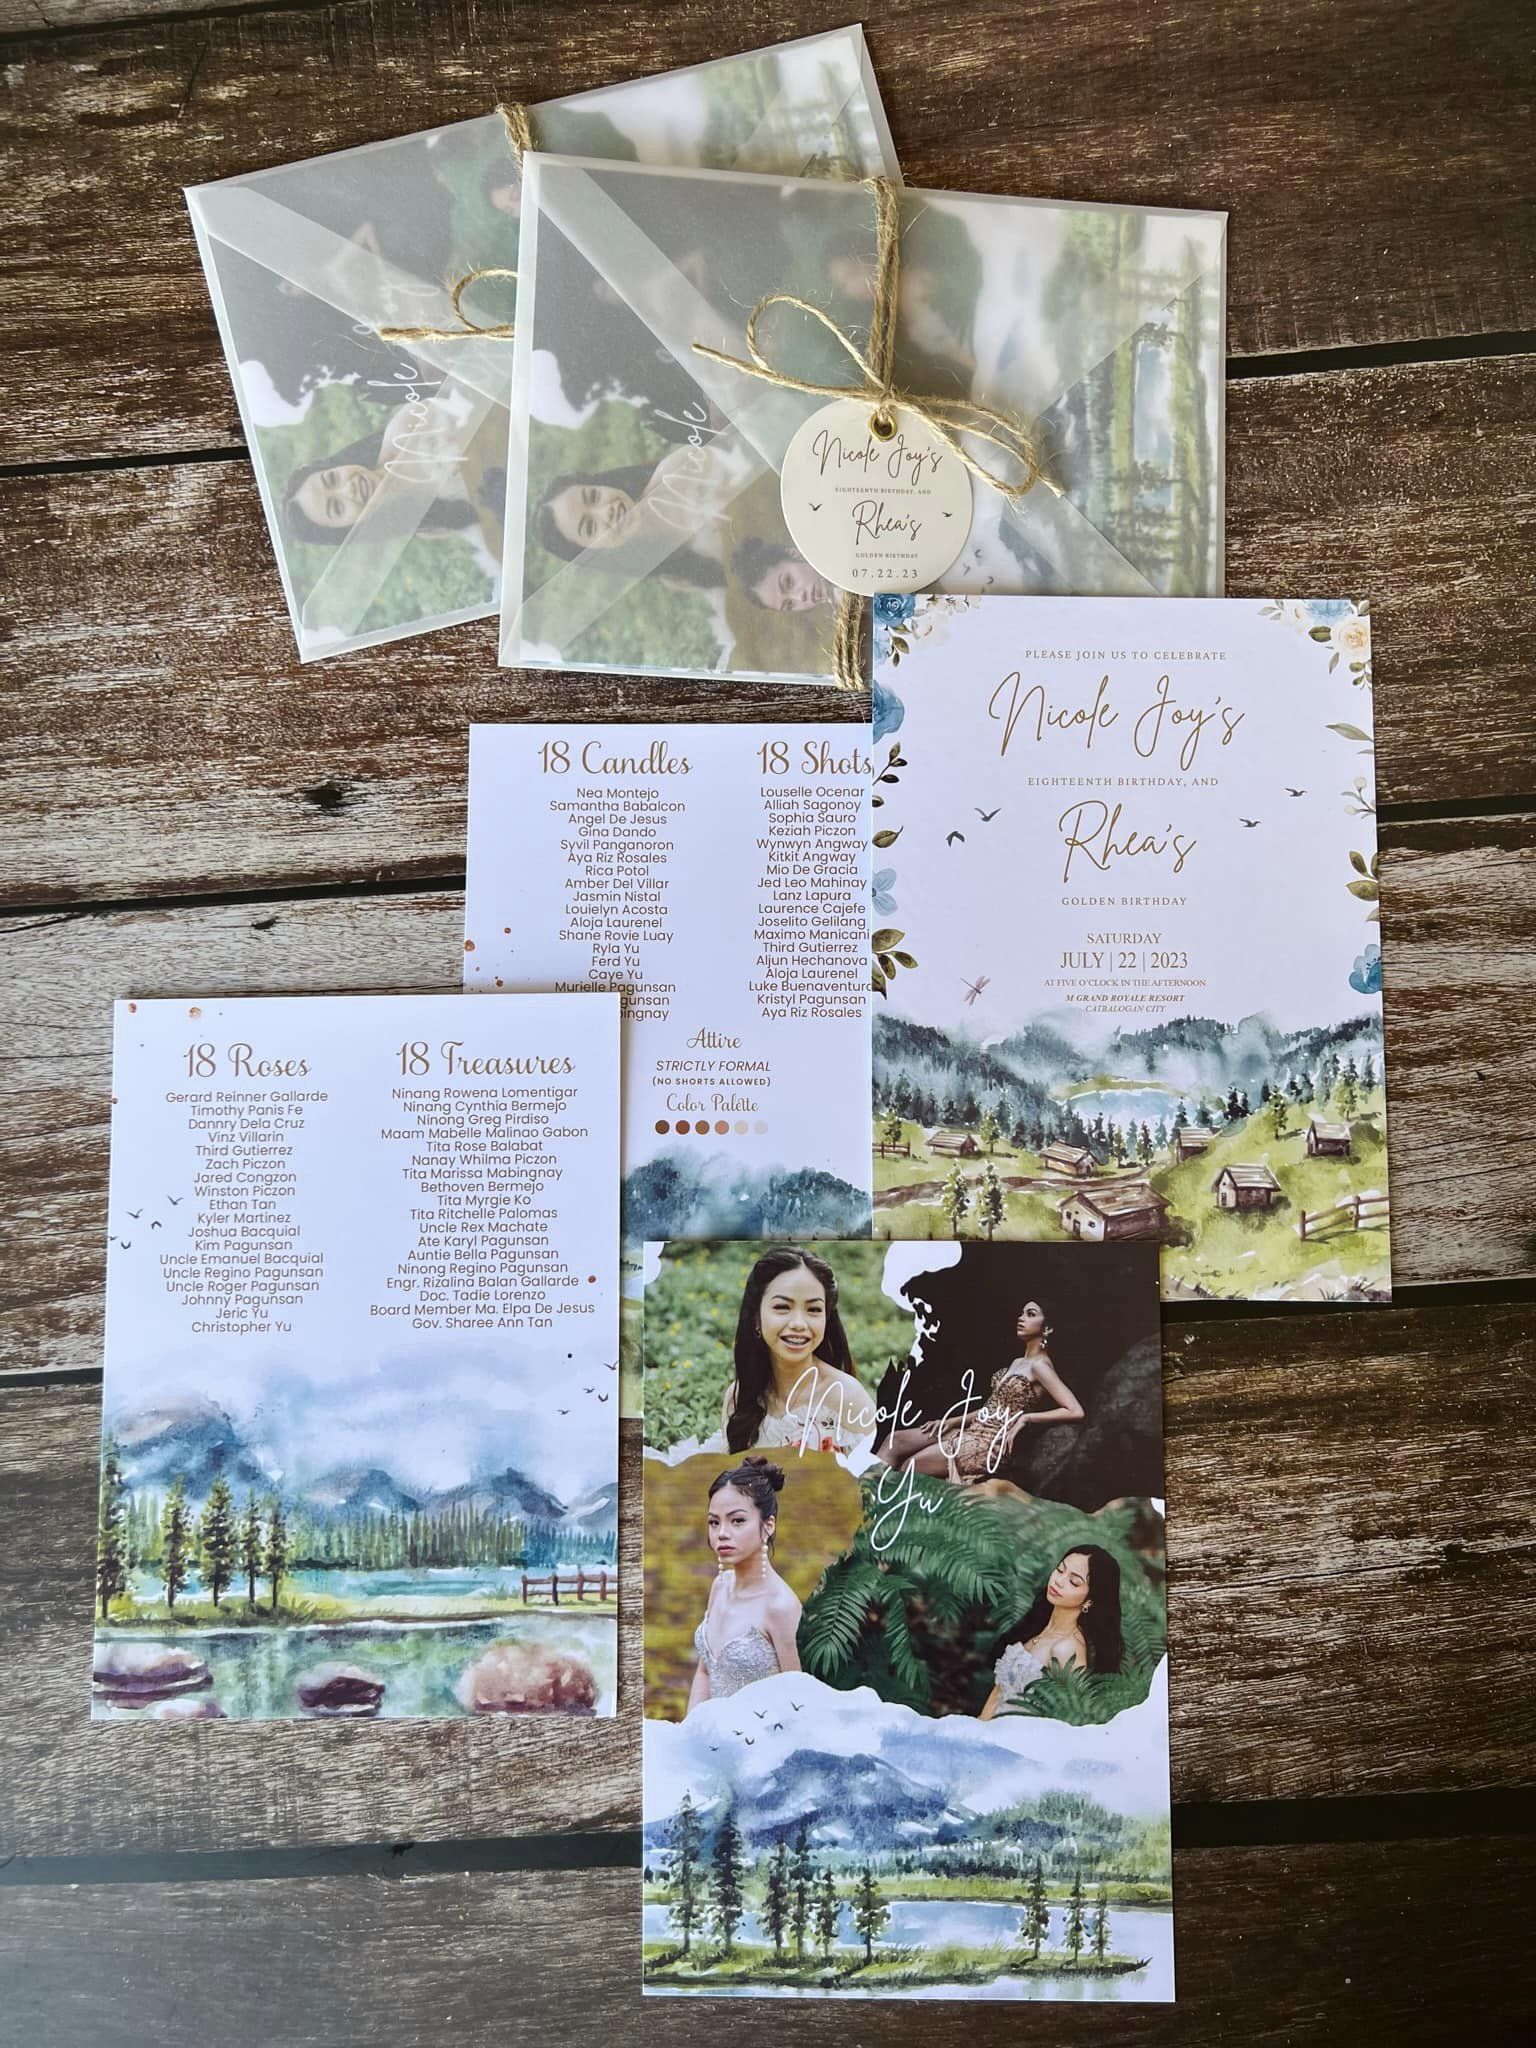 Nicole Joy
Nicole
Nicole Joy's
EIGHTEENTH BIRTHDAY, AND
Rhea's
GOLDEN BIRTHDAY
07.22.23
PLEASE JOIN US TO CELEBRATE
Nicole Joy's
EIGHTEENTH BIRTHDAY, AND
Rhea's
GOLDEN BIRTHDAY
SATURDAY
JULY | 22 | 2023
AT FIVE O'CLOCK IN THE AFTERNOON
M GRAND ROYALE RESORT
CATBALOGAN CITY
18 Candles
Nea Montejo
Samantha Babalcon
Angel De Jesus
Gina Dando
Syvil Panganoron
Aya Riz Rosales
Rica Potol
Amber Del Villar
Jasmin Nistal
Louielyn Acosta
Aloja Laurenel
Shane Rovie Luay
Ryla Yu
Ferd Yu
Caye Yu
Murielle Pagunsan
gunsan
bingnay
18 Shots
Louselle Ocenar
Alliah Sagonoy
Sophia Sauro
Keziah Piczon
Wynwyn Angway
Kitkit Angway
Mio De Gracia
Jed Leo Mahinay
Lanz Lapura
Laurence Cajefe
Joselito Gelilang
Maximo Manicani
Third Gutierrez
Aljun Hechanova
Aloja Laurenel
Luke Buenaventura
Kristyl Pagunsan
Aya Riz Rosales
Attire
STRICTLY FORMAL
(NO SHORTS ALLOWED)
Color Palette
18 Roses
Gerard Reinner Gallarde
Timothy Panis Fe
Dannry Dela Cruz
Vinz Villarin
Third Gutierrez
Zach Piczon
Jared Congzon
Winston Piczon
Ethan Tan
Kyler Martinez
Joshua Bacquial
Kim Pagunsan
Uncle Emanuel Bacquial
Uncle Regino Pagunsan
Uncle Roger Pagunsan
Johnny Pagunsan
Jeric Yu
Christopher Yu
18 Treasures
Ninang Rowena Lomentigar
Ninang Cynthia Bermejo
Ninong Greg Pirdiso
Maam Mabelle Malinao Gabon
Tita Rose Balabat
Nanay Whilma Piczon
Tita Marissa Mabingnay
Bethoven Bermejo
Tita Myrgie Ko
Tita Ritchelle Palomas
Uncle Rex Machate
Ate Karyl Pagunsan
Auntie Bella Pagunsan
Ninong Regino Pagunsan
Engr. Rizalina Balan Gallarde
Doc. Tadie Lorenzo
Board Member Ma. Elpa De Jesus
Gov. Sharee Ann Tan
Nicole Joy
Yu